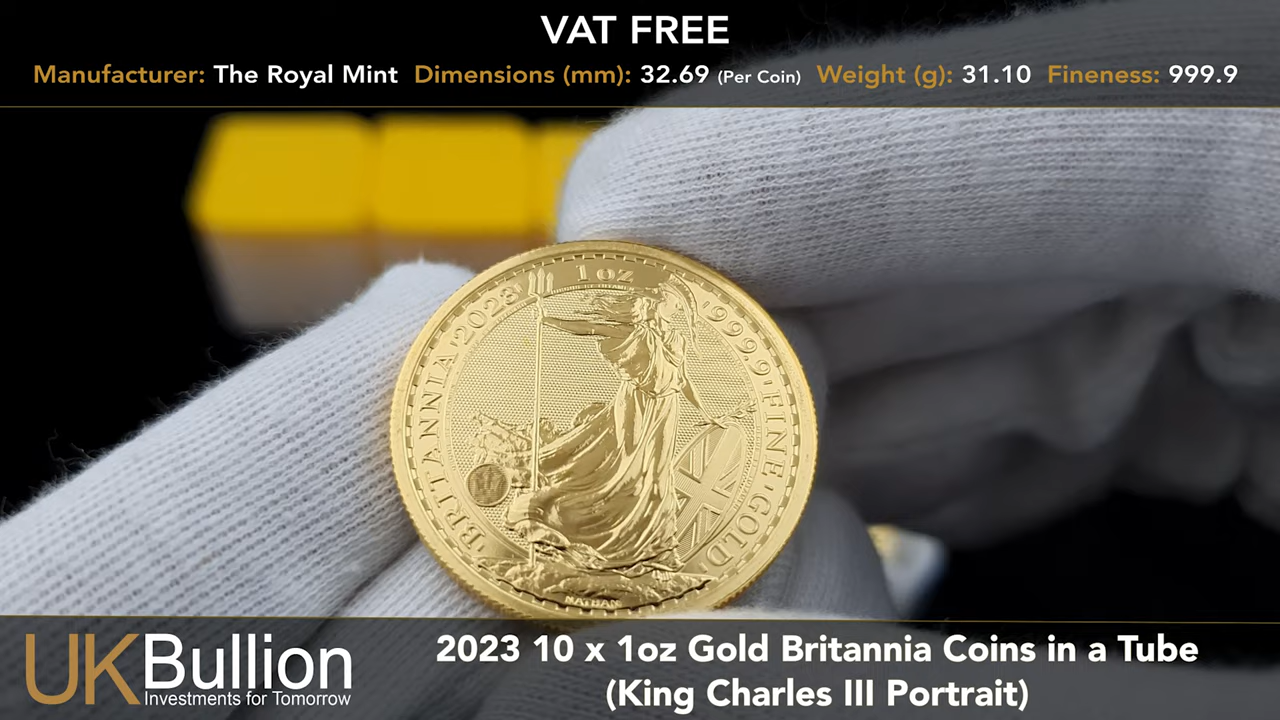 VAT FREE
Manufacturer: The Royal Mint Dimensions (mm): 32.69 (Per Coin) Weight (g): 31.10 Fineness: 999.9
1oz
BRITANNIA 2023
999.9 FINE GOLD
NATHAN
UKBullion
Investments for Tomorrow
2023 10 x 1oz Gold Britannia Coins in a Tube
(King Charles III Portrait)